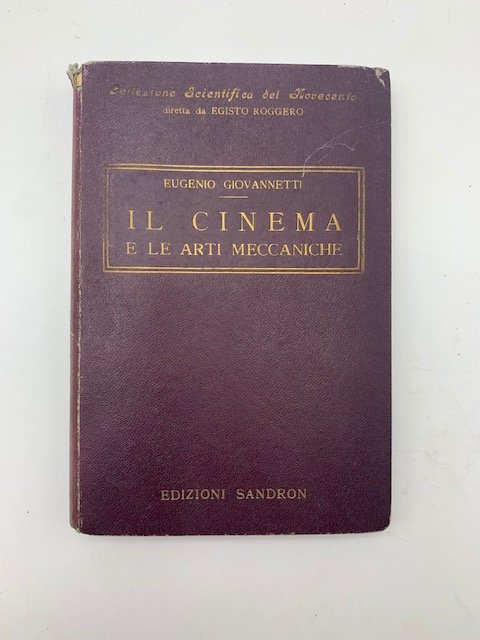 Collezione Scientifica del Novecento
diretta da EGISTO ROGGERO
EUGENIO GIOVANNETTI
IL CINEMA
E LE ARTI MECCANICHE
EDIZIONI SANDRON